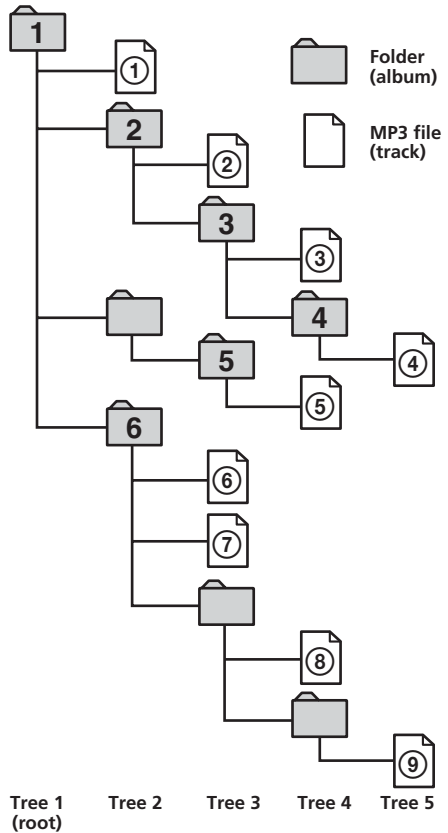 1
Folder
(album)
①
MP3 file
(track)
2
②
3
③
4
④
5
⑤
6
⑥
⑦
⑧
⑨
Tree 1
(root)
Tree 2
Tree 3
Tree 4
Tree 5